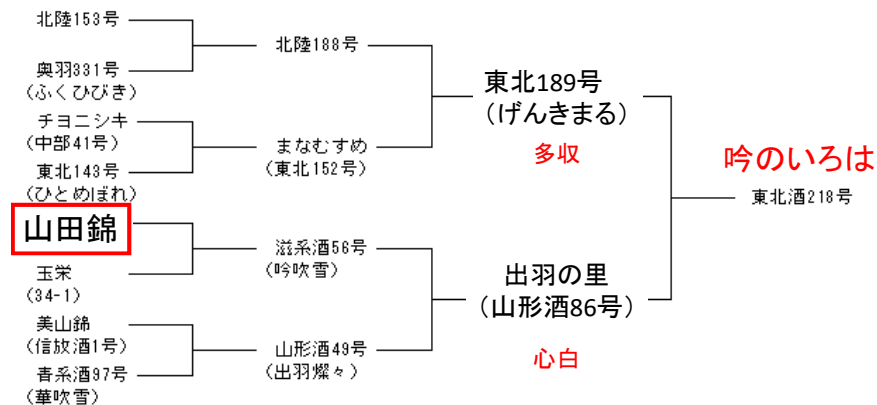 北陸153号
奥羽331号
(ふくひびき)
チヨニシキ
(中部41号)
東北143号
(ひとめぼれ)
山田錦
玉栄
(34-1)
美山錦
(信放酒1号)
青系酒97号
(華吹雪)
北陸188号
まなむすめ
(東北152号)
滋系酒56号
(吟吹雪)
山形酒49号
(出羽燦々)
東北189号
(げんきまる)
多収
出羽の里
(山形酒86号)
心白
吟のいろは
東北酒218号